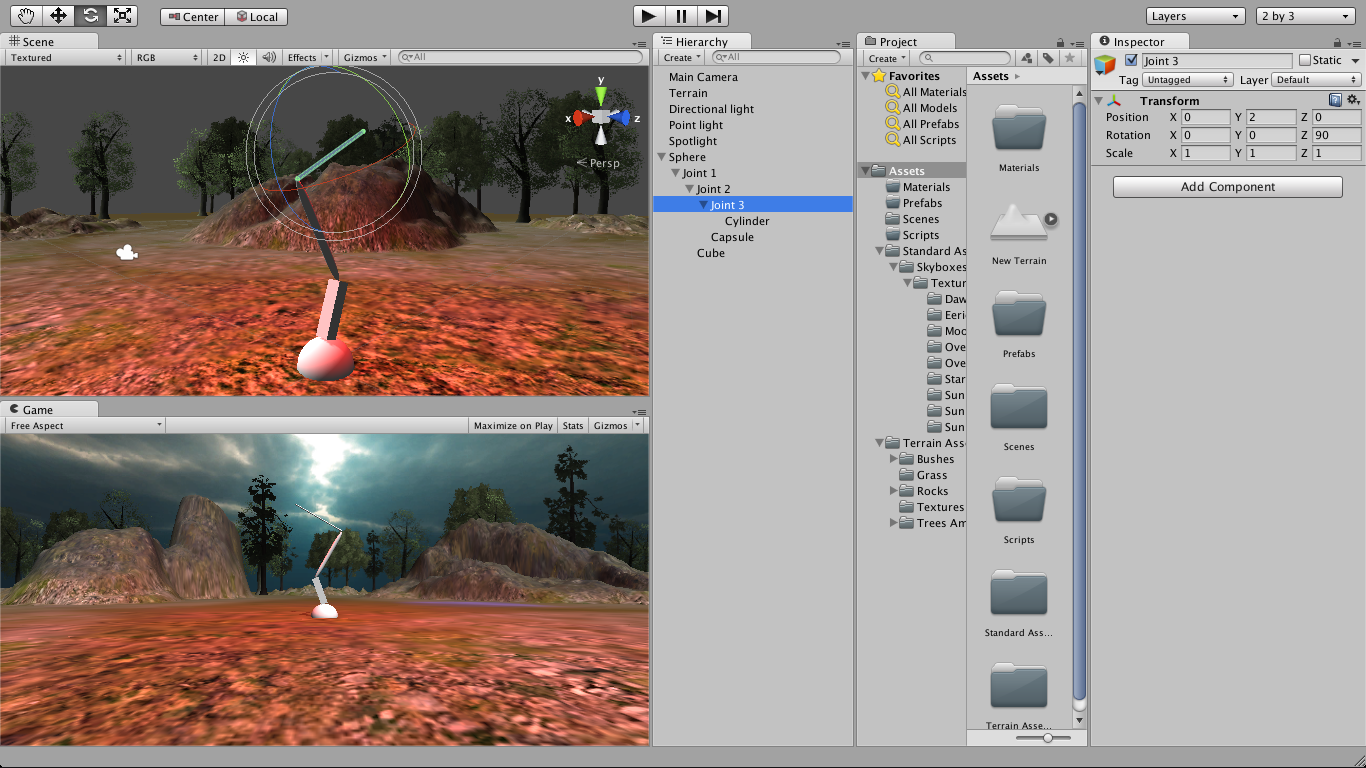 Center Local
Layers
2 by 3
Scene
Textured RGB 2D Effects Gizmos All
y
x z
Persp
Game
Free Aspect Maximize on Play Stats Gizmos
Hierarchy
Create All
Main Camera
Terrain
Directional light
Point light
Spotlight
Sphere
Joint 1
Joint 2
Joint 3
Cylinder
Capsule
Cube
Project
Create
Favorites
All Materials
All Models
All Prefabs
All Scripts
Assets
Materials
Prefabs
Scenes
Scripts
Standard As
Skyboxes
Textur
Daw
Eeri
Moo
Ove
Ove
Star
Sun
Sun
Sun
Terrain Ass
Bushes
Grass
Rocks
Textures
Trees Am
Assets
Materials
New Terrain
Prefabs
Scenes
Scripts
Standard Ass...
Terrain Asse...
Inspector
Joint 3 Static
Tag Untagged Layer Default
Transform
Position X 0 Y 2 Z 0
Rotation X 0 Y 0 Z 90
Scale X 1 Y 1 Z 1
Add Component